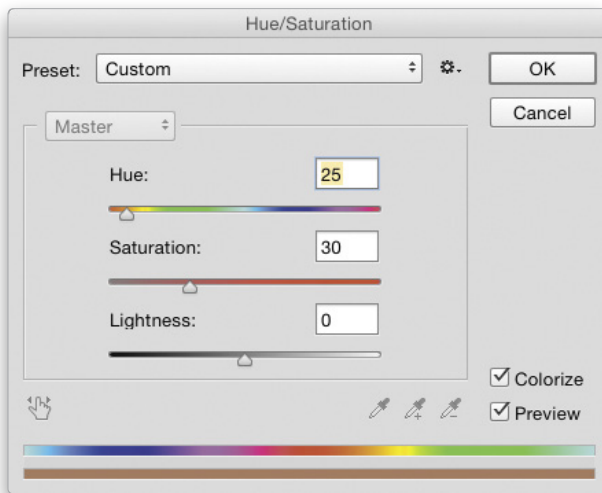 Hue/Saturation
Preset: Custom OK
Cancel
Master
Hue: 25
Saturation: 30
Lightness: 0
Colorize
Preview